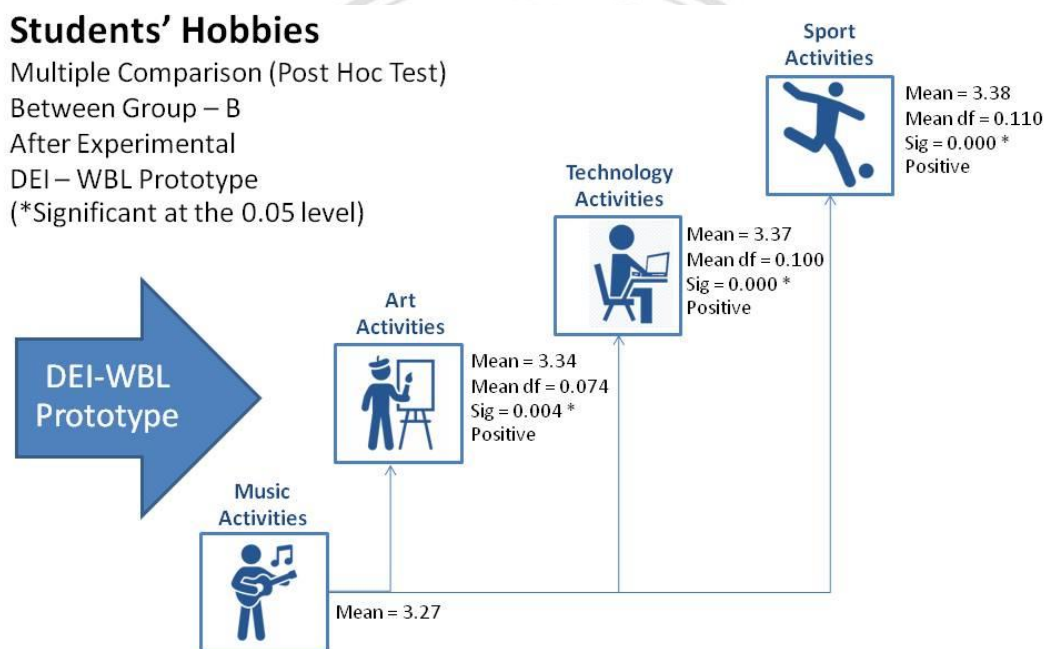 Students' Hobbies
Multiple Comparison (Post Hoc Test)
Between Group – B
After Experimental
DEI – WBL Prototype
(*Significant at the 0.05 level)
Sport
Activities
Mean = 3.38
Mean df = 0.110
Sig = 0.000 *
Positive
Technology
Activities
Mean = 3.37
Mean df = 0.100
Sig = 0.000 *
Positive
Art
Activities
Mean = 3.34
Mean df = 0.074
Sig = 0.004 *
Positive
DEI-WBL
Prototype
Music
Activities
Mean = 3.27